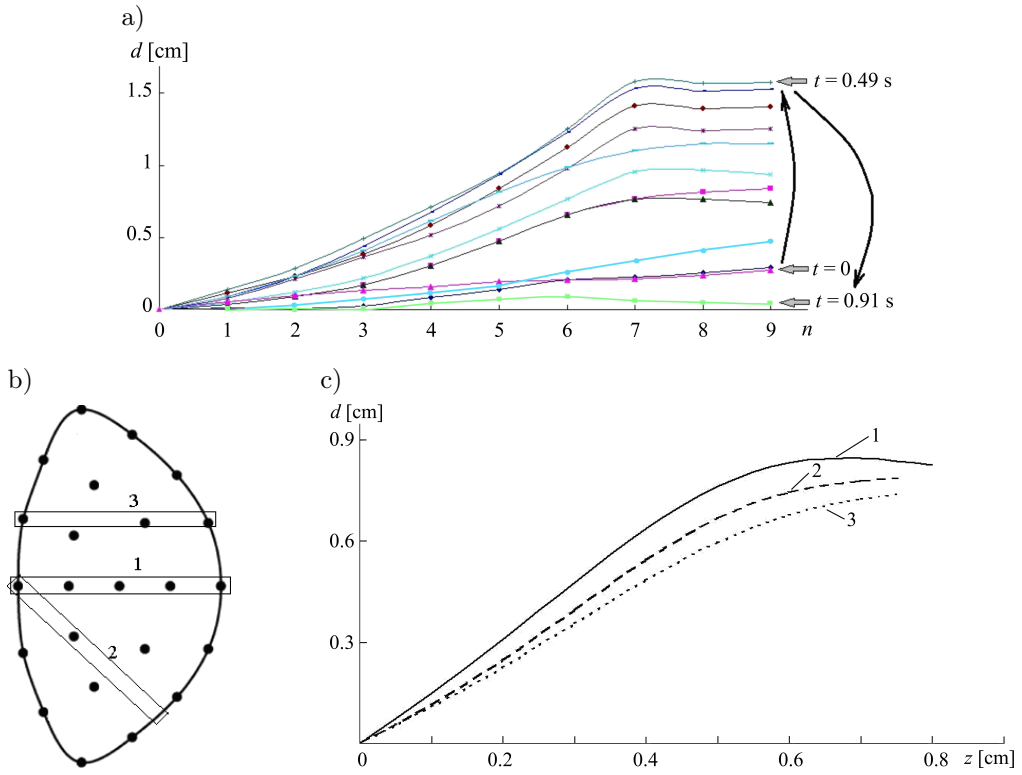 a)
d [cm]
1.5
1
0.5
0
0 1 2 3 4 5 6 7 8 9 n
t = 0.49 s
t = 0
t = 0.91 s
b)
3
1
2
c)
d [cm]
0.9
0.6
0.3
0 0.2 0.4 0.6 0.8 z [cm]
1
2
3